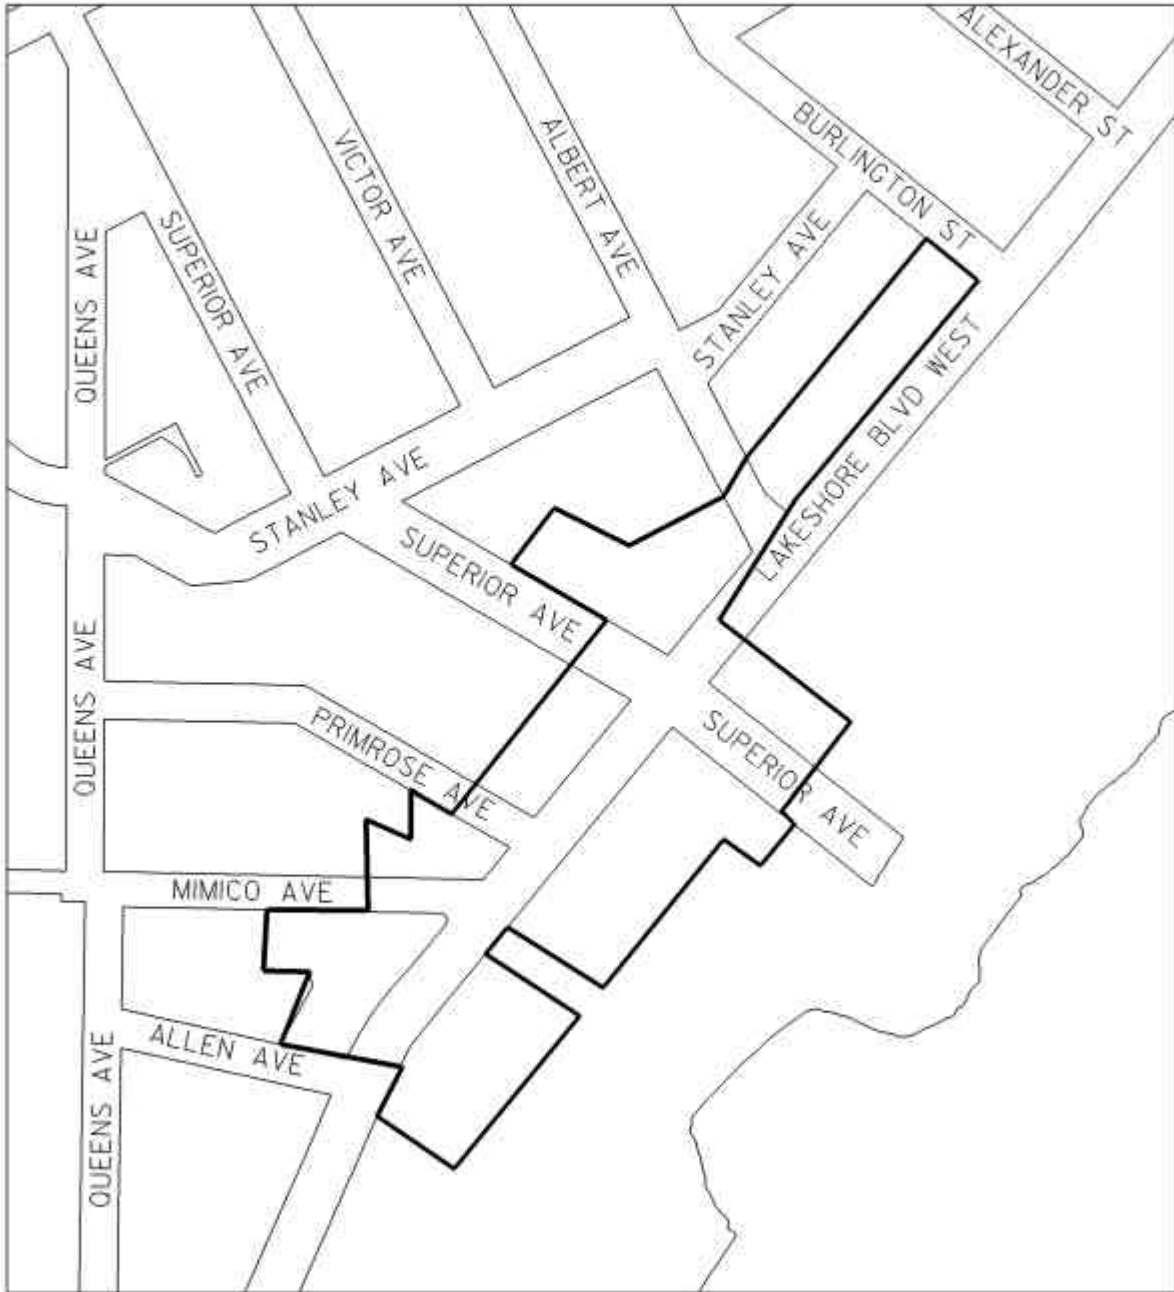 ALEXANDER ST
BURLINGTON ST
ALBERT AVE
VICTOR AVE
SUPERIOR AVE
QUEENS AVE
STANLEY AVE
LAKESHORE BLVD WEST
STANLEY AVE
SUPERIOR AVE
QUEENS AVE
PRIMROSE AVE
SUPERIOR AVE
MIMICO AVE
ALLEN AVE
QUEENS AVE